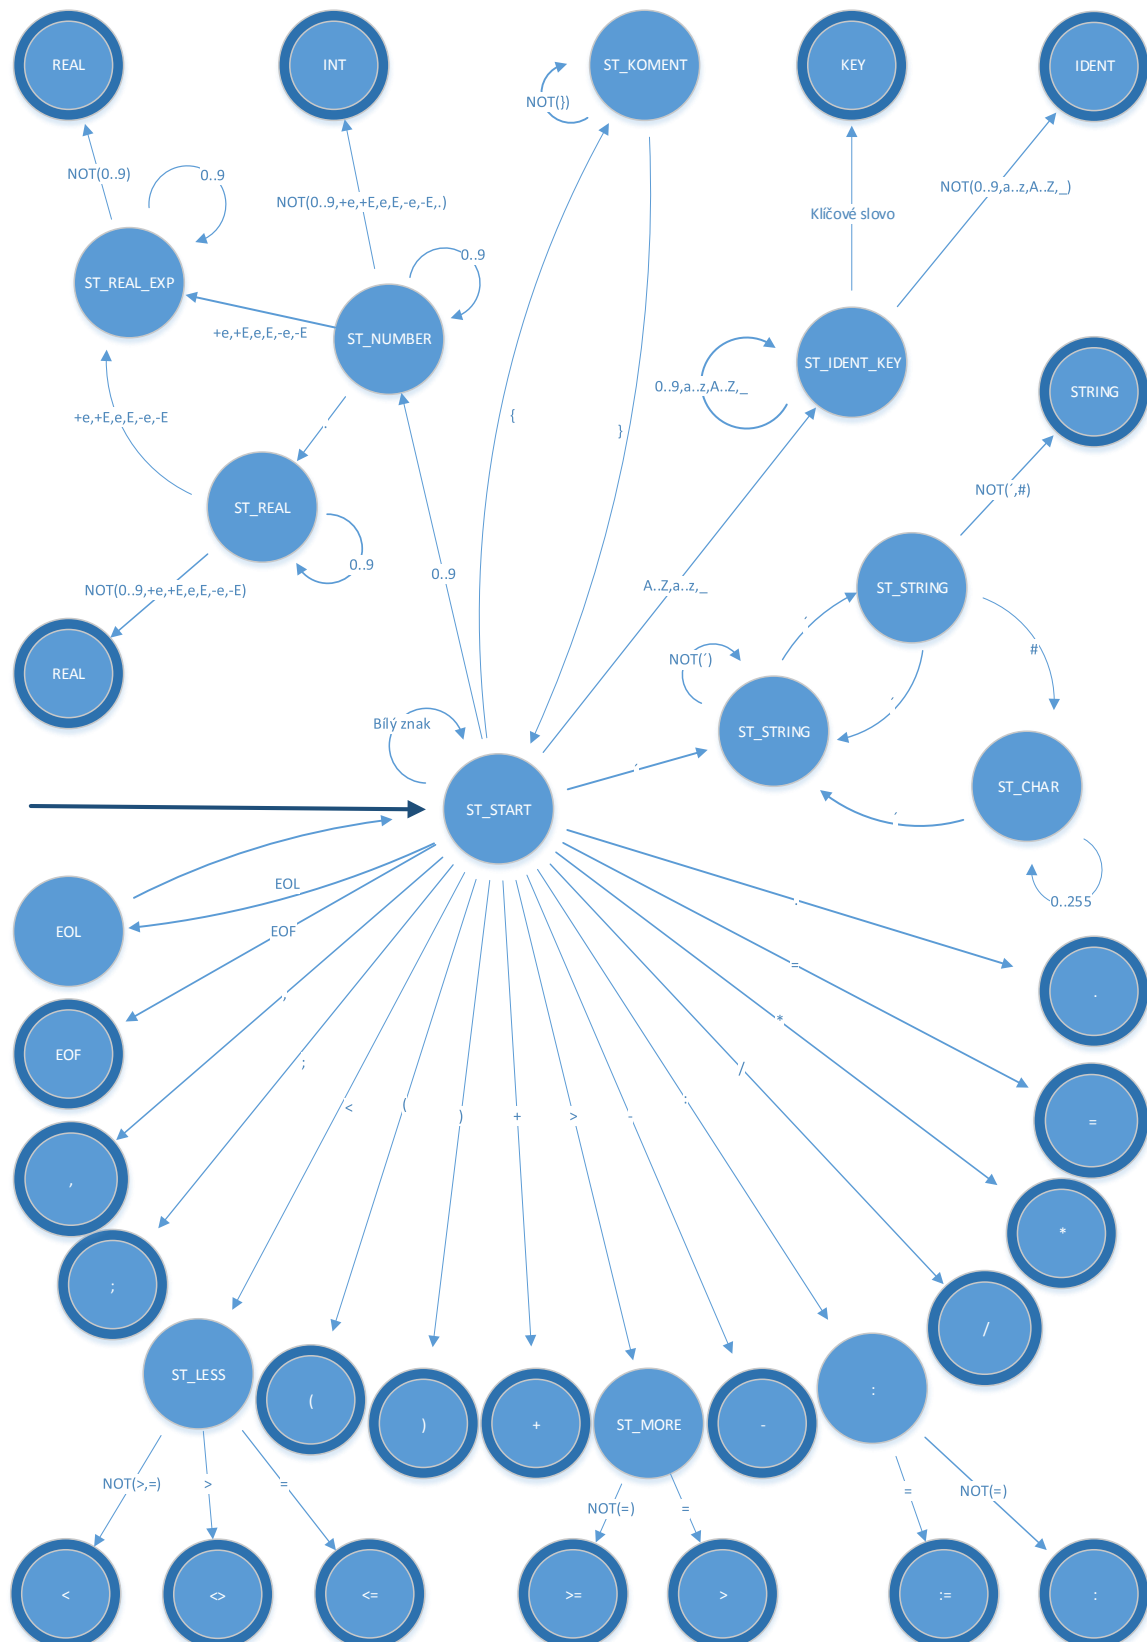 REAL
INT
ST_KOMENT
KEY
IDENT
NOT(})
NOT(0..9)
0..9
NOT(0..9,+e,+E,e,E,-e,-E,.)
NOT(0..9,a..z,A..Z,_)
Klíčové slovo
ST_REAL_EXP
0..9
ST_NUMBER
+e,+E,e,E,-e,-E
ST_IDENT_KEY
0..9,a..z,A..Z,_
STRING
+e,+E,e,E,-e,-E
{
.
}
NOT(´,#)
ST_REAL
0..9
0..9
NOT(0..9,+e,+E,e,E,-e,-E)
A..Z,a..z,_
ST_STRING
´
#
REAL
NOT(´)
´
Bílý znak
ST_STRING
´
ST_START
ST_CHAR
´
EOL
0..255
.
EOL
EOF
=
.
,
*
EOF
;
/
<
(
)
+
>
-
:
=
,
*
;
/
ST_LESS
(
)
+
ST_MORE
-
:
NOT(>,=)
>
=
NOT(=)
=
=
NOT(=)
<
<>
<=
>=
>
:=
: